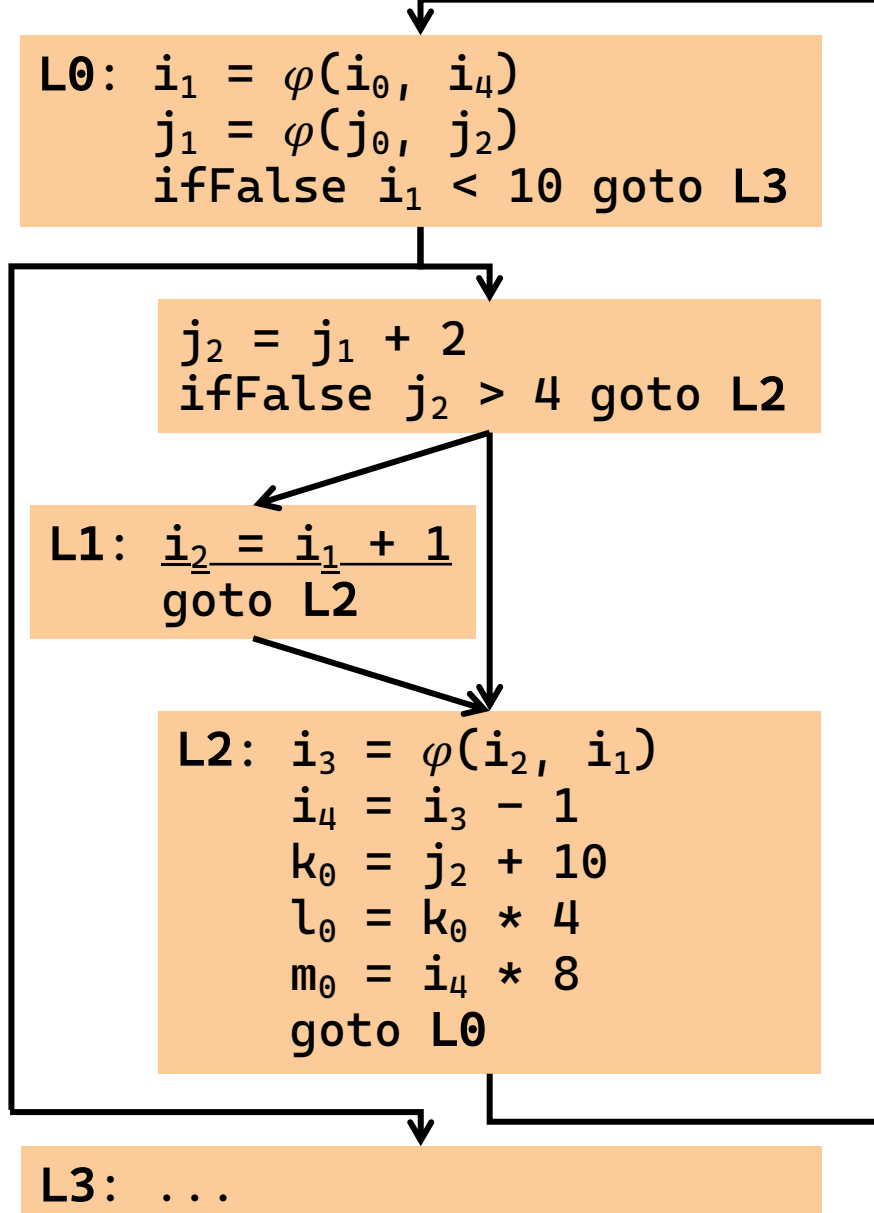 L0: i₁ = φ(i₀, i₄)
j₁ = φ(j₀, j₂)
ifFalse i₁ < 10 goto L3
j₂ = j₁ + 2
ifFalse j₂ > 4 goto L2
L1: i₂ = i₁ + 1
goto L2
L2: i₃ = φ(i₂, i₁)
i₄ = i₃ − 1
k₀ = j₂ + 10
l₀ = k₀ * 4
m₀ = i₄ * 8
goto L0
L3: ...